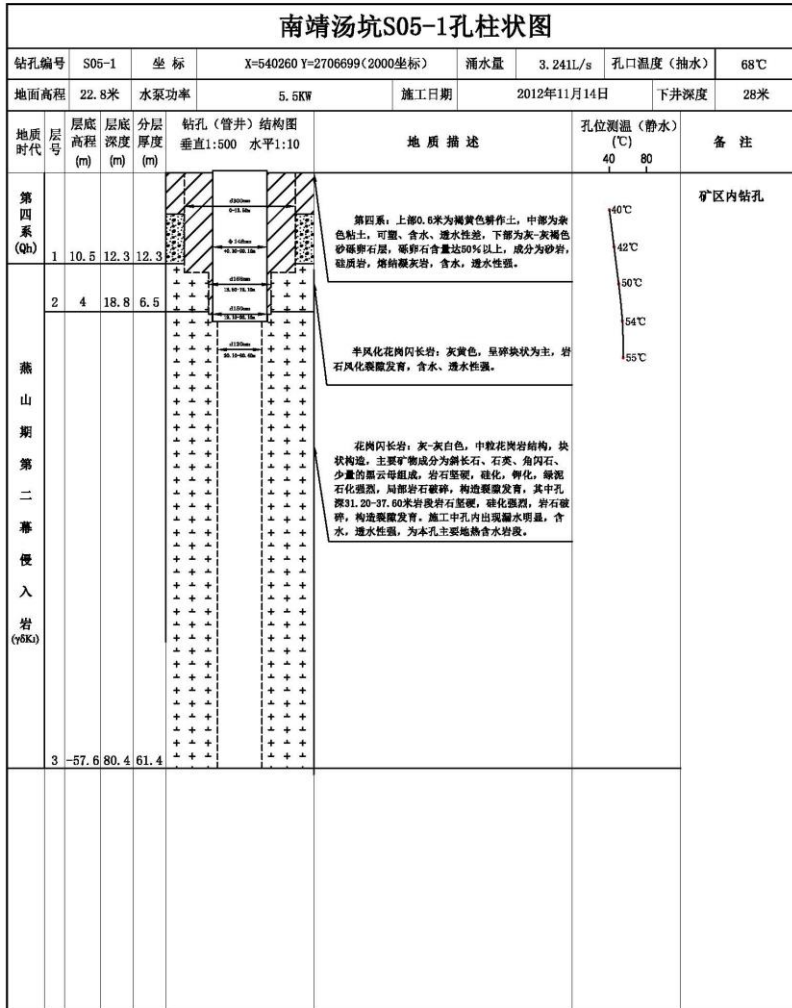 南靖汤坑S05-1孔柱状图
钻孔编号 S05-1 坐 标 X=540260 Y=2706699(2000坐标) 涌水量 3.241L/s 孔口温度（抽水） 68℃
地面高程 22.8米 水泵功率 5.5KW 施工日期 2012年11月14日 下井深度 28米
地质时代 层号 层底高程(m) 层底深度(m) 分层厚度(m) 钻孔（管井）结构图 垂直1:500 水平1:10 地 质 描 述 孔位测温（静水）(℃) 40 80 备 注
第四系(Qh)
1 10.5 12.3 12.3
第四系：上部0.6米为褐黄色耕作土，中部为杂
色粘土，可塑、含水、透水性差，下部为灰-灰褐色
砂砾卵石层，砾卵石含量达50%以上，成分为砂岩，
硅质岩，熔结凝灰岩，含水，透水性强。
40℃
42℃
50℃
54℃
55℃
矿区内钻孔
2 4 18.8 6.5
半风化花岗闪长岩：灰黄色，呈碎块状为主，岩
石风化裂隙发育，含水、透水性强。
燕山期第二幕侵入岩
花岗闪长岩：灰-灰白色，中粒花岗岩结构，块
状构造，主要矿物成分为斜长石、石英、角闪石、
少量的黑云母组成，岩石坚硬，硅化，钾化，绿泥
石化强烈，局部岩石破碎，构造裂隙发育，其中孔
深31.20-37.60米岩段岩石坚硬，硅化强烈，岩石破
碎，构造裂隙发育。施工中孔内出现漏水明显，含
水，透水性强，为本孔主要地热含水岩段。
3 -57.6 80.4 61.4